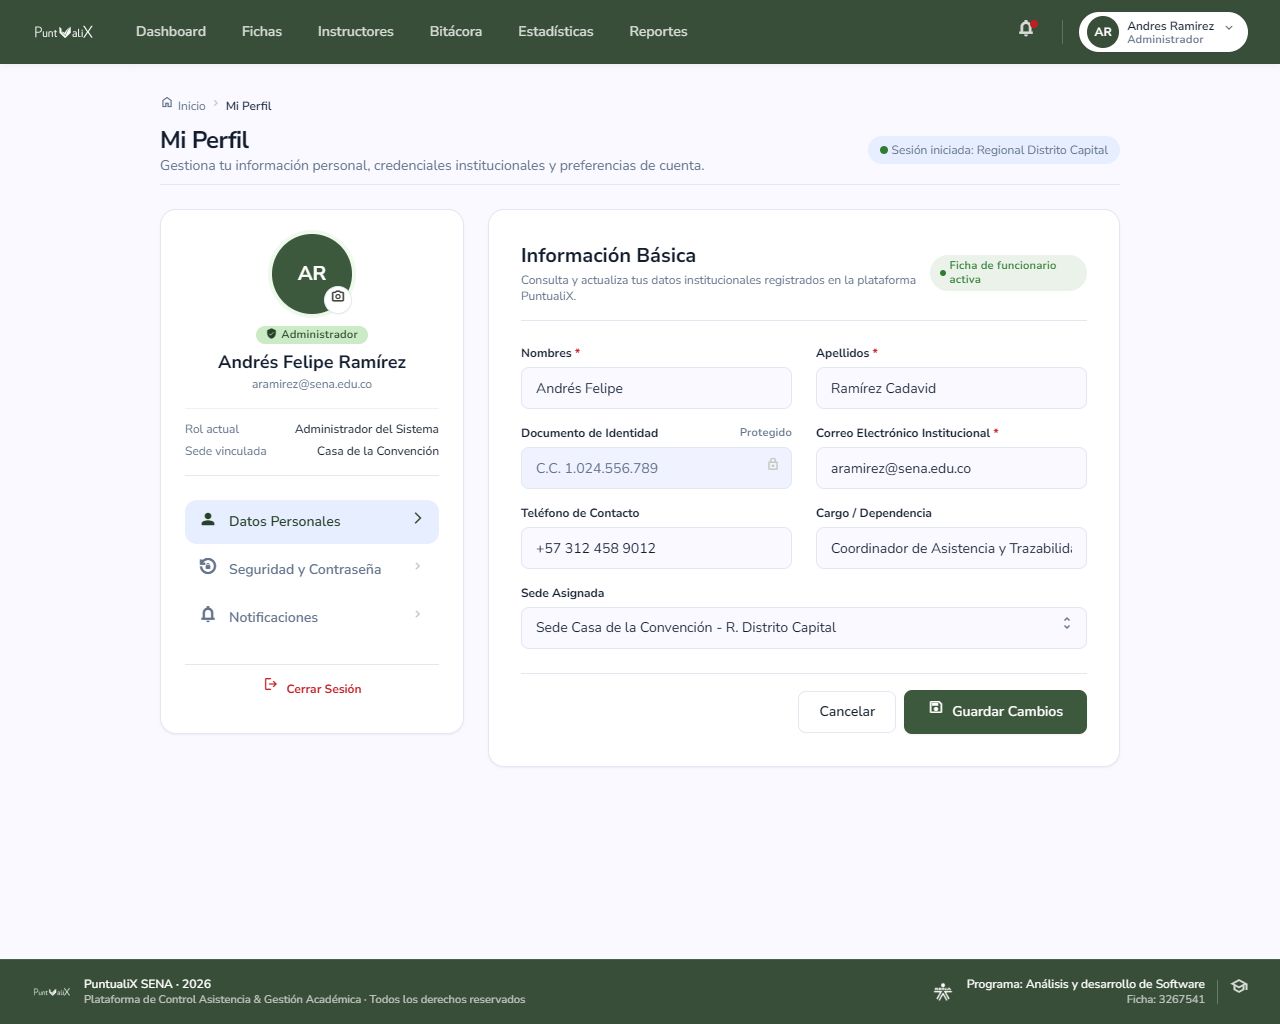 PuntualiX
Dashboard
Fichas
Instructores
Bitácora
Estadísticas
Reportes
AR
Andres Ramirez
Administrador
Inicio
Mi Perfil
Mi Perfil
Gestiona tu información personal, credenciales institucionales y preferencias de cuenta.
Sesión iniciada: Regional Distrito Capital
AR
Administrador
Andrés Felipe Ramírez
aramirez@sena.edu.co
Rol actual
Administrador del Sistema
Sede vinculada
Casa de la Convención
Datos Personales
Seguridad y Contraseña
Notificaciones
Cerrar Sesión
Información Básica
Consulta y actualiza tus datos institucionales registrados en la plataforma
PuntualiX.
Ficha de funcionario
activa
Nombres *
Andrés Felipe
Apellidos *
Ramírez Cadavid
Documento de Identidad
Protegido
C.C. 1.024.556.789
Correo Electrónico Institucional *
aramirez@sena.edu.co
Teléfono de Contacto
+57 312 458 9012
Cargo / Dependencia
Coordinador de Asistencia y Trazabilida
Sede Asignada
Sede Casa de la Convención - R. Distrito Capital
Cancelar
Guardar Cambios
PuntualiX
PuntualiX SENA · 2026
Plataforma de Control Asistencia & Gestión Académica · Todos los derechos reservados
Programa: Análisis y desarrollo de Software
Ficha: 3267541